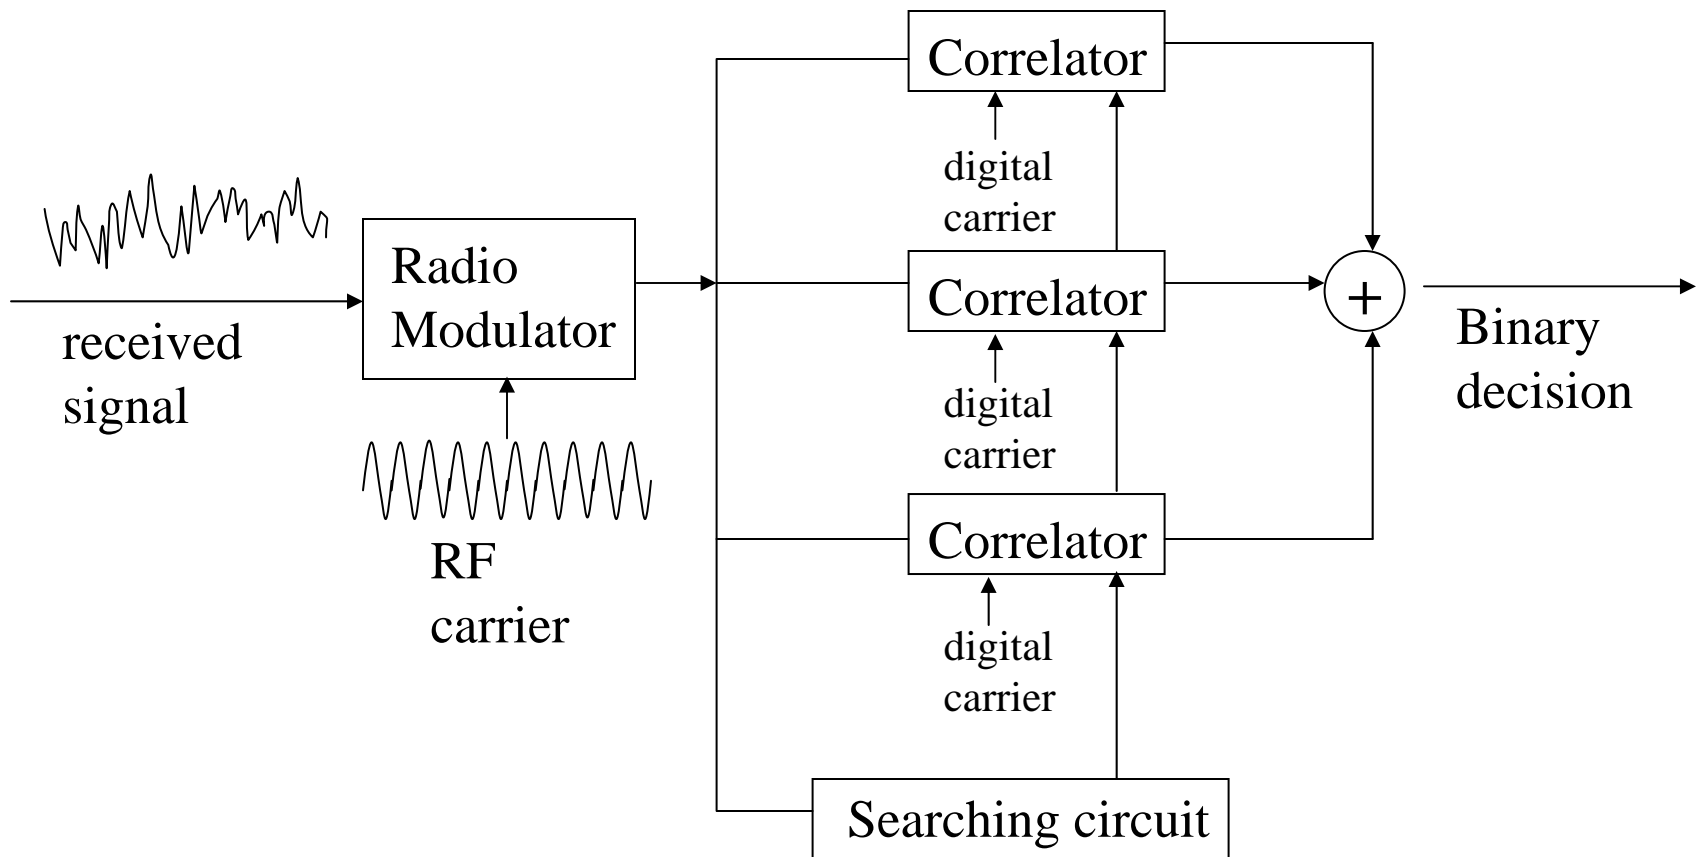 Correlator
digital
carrier
received
signal
Radio
Modulator
RF
carrier
Correlator
digital
carrier
+
Binary
decision
Correlator
digital
carrier
Searching circuit